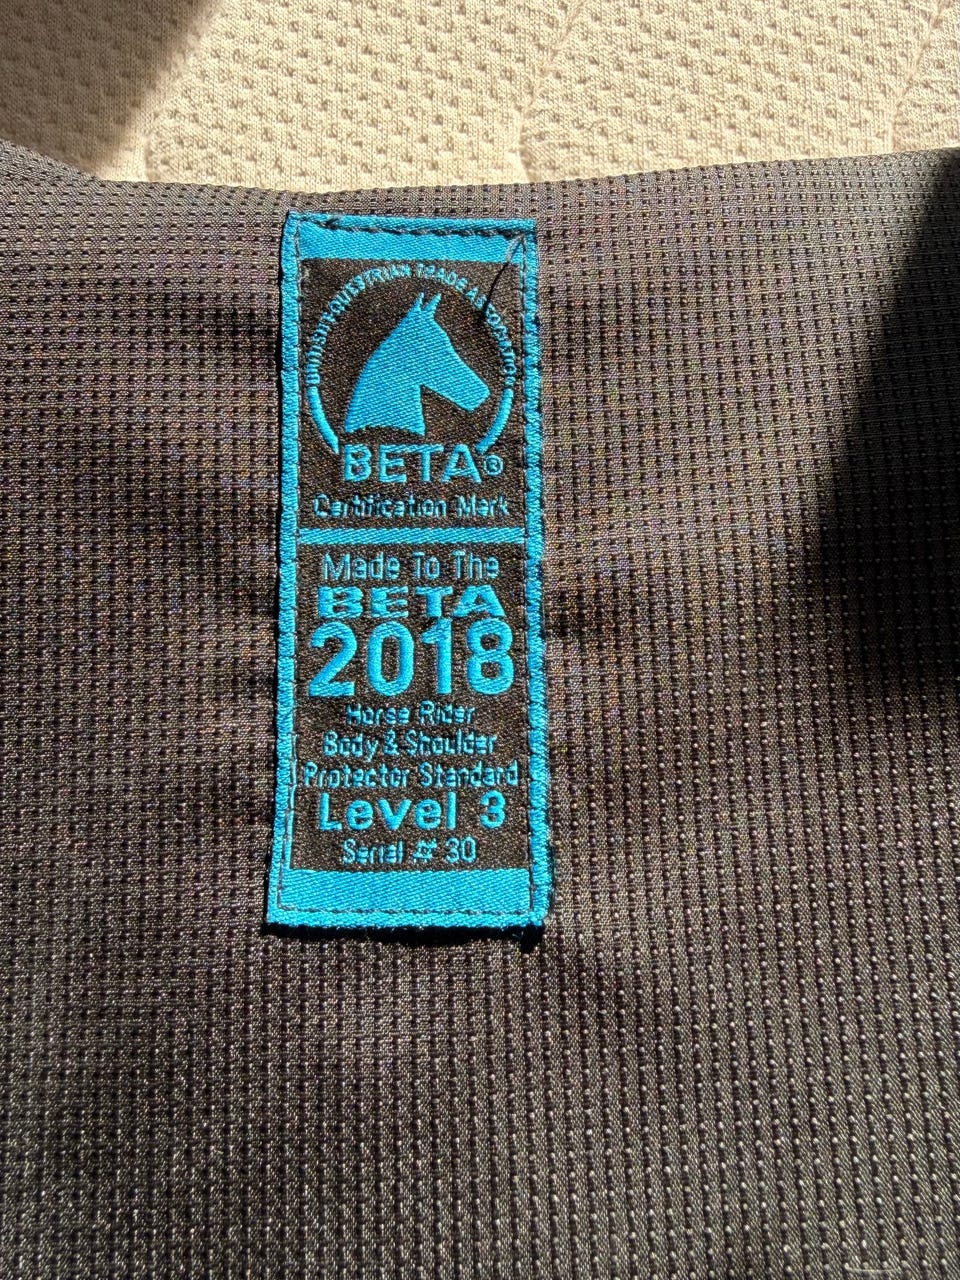 BRITISH EQUESTRIAN TRADE ASSOCIATION
BETA®
Certification Mark
Made To The
BETA
2018
Horse Rider
Body & Shoulder
Protector Standard
Level 3
Serial # 30